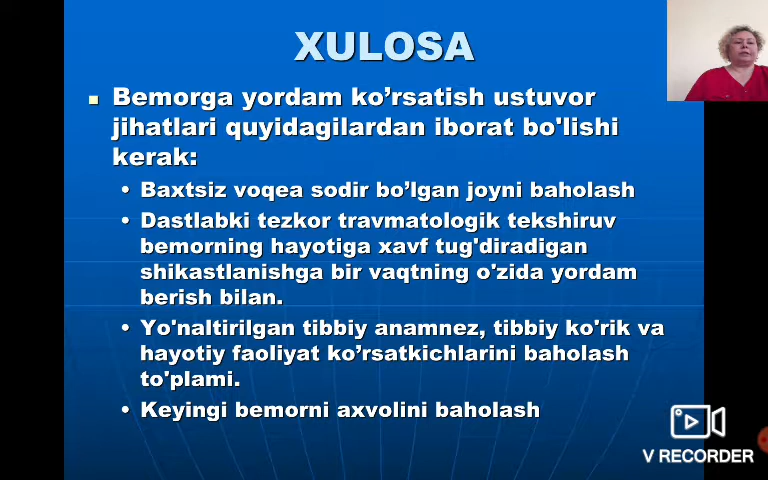 XULOSA
Bemorga yordam ko’rsatish ustuvor
jihatlari quyidagilardan iborat bo'lishi
kerak:
• Baxtsiz voqea sodir bo’lgan joyni baholash
• Dastlabki tezkor travmatologik tekshiruv
bemorning hayotiga xavf tug'diradigan
shikastlanishga bir vaqtning o’zida yordam
berish bilan.
• Yo'naltirilgan tibbiy anamnez, tibbiy ko'rik va
hayotiy faoliyat ko’rsatkichlarini baholash
to'plami.
• Keyingi bemorni axvolini baholash
V RECORDER